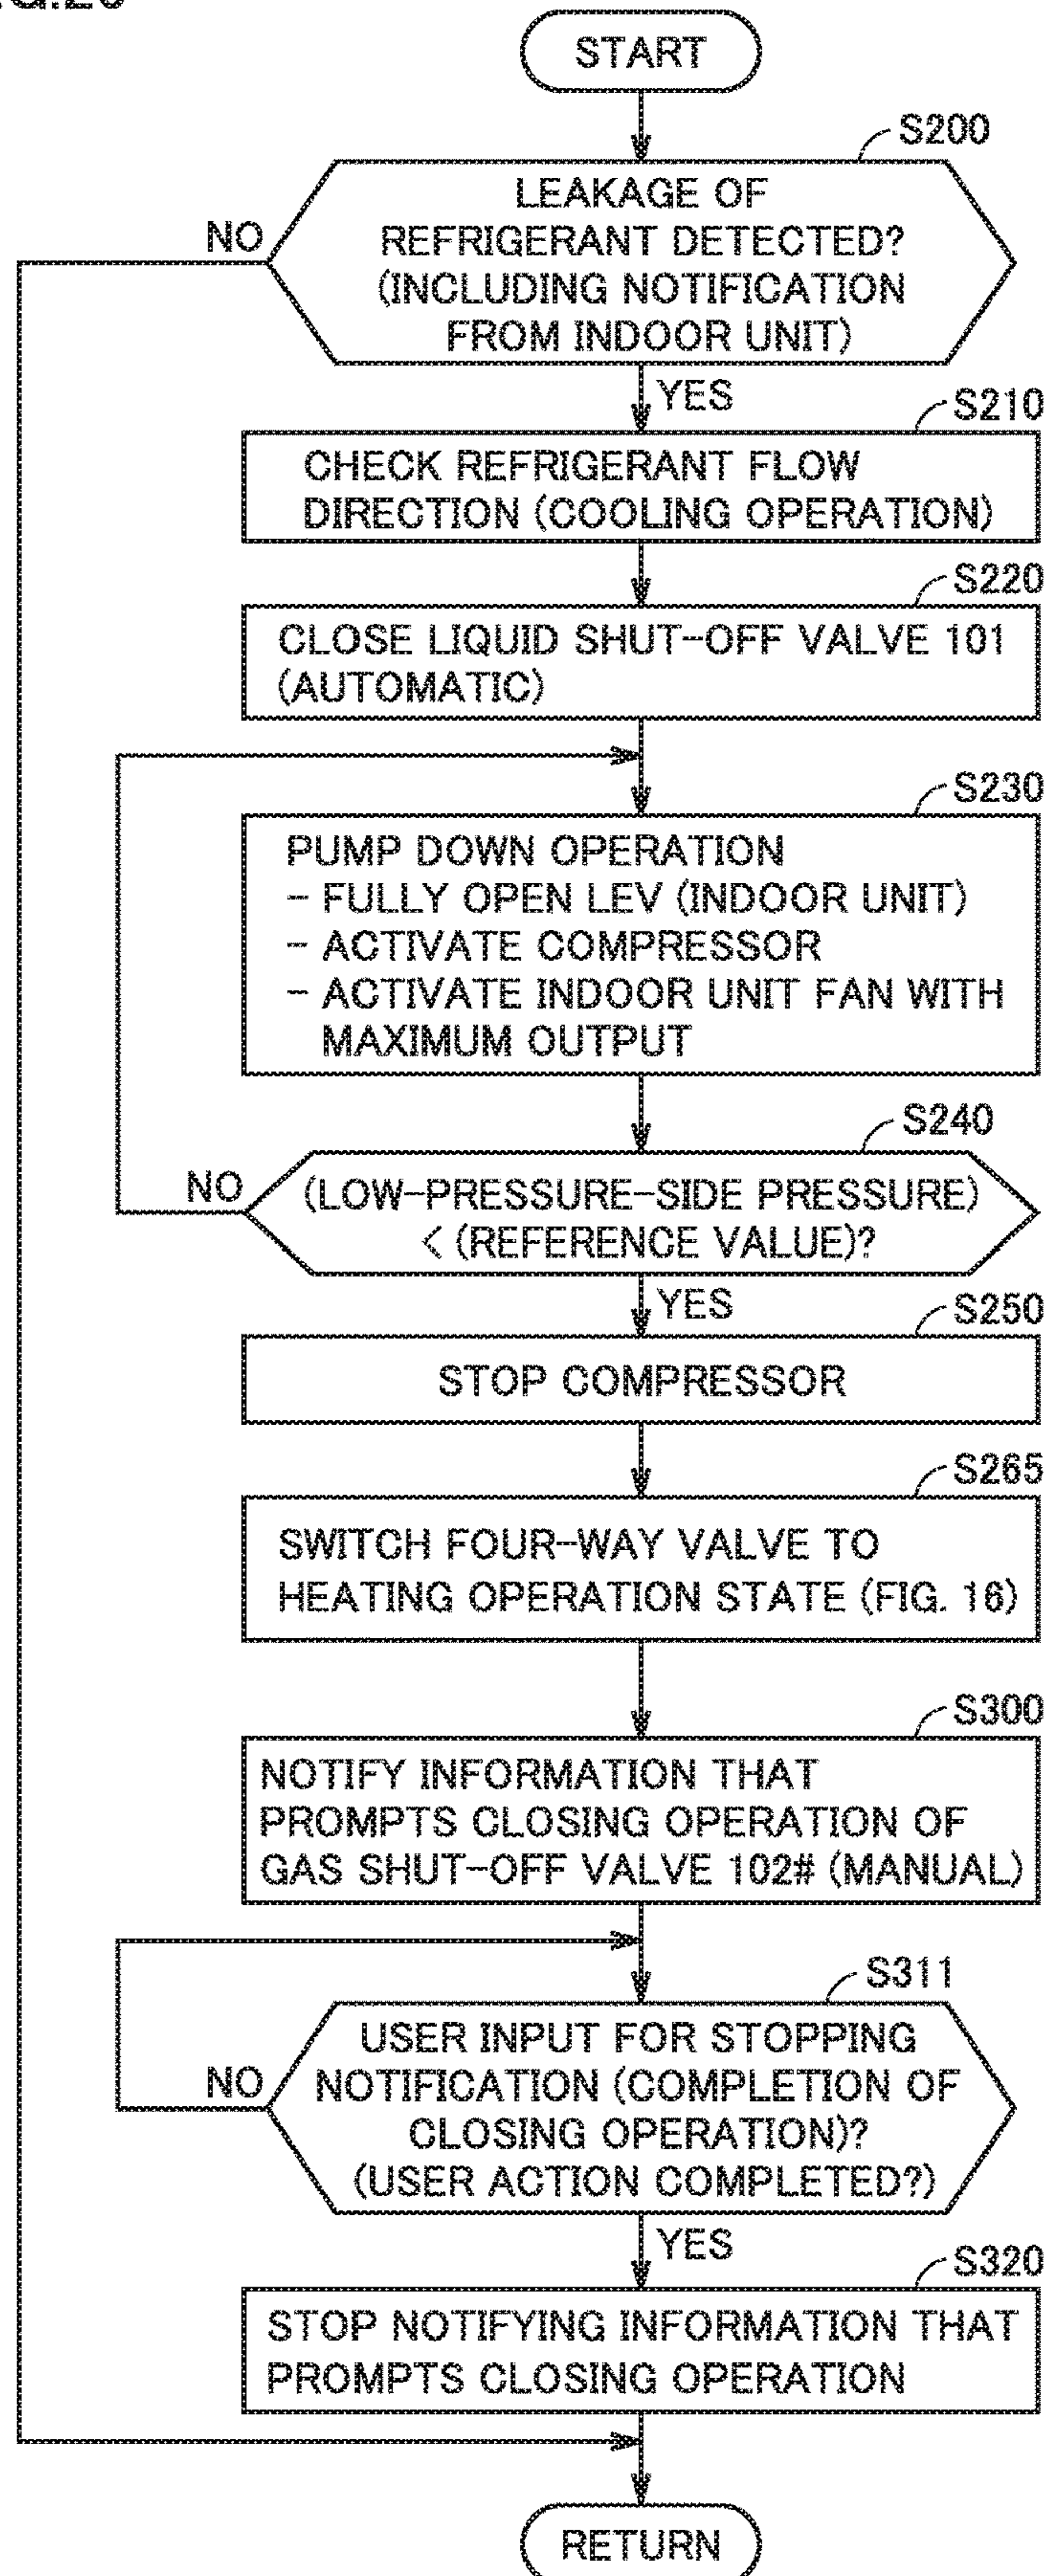 START
S200
LEAKAGE OF
REFRIGERANT DETECTED?
(INCLUDING NOTIFICATION
FROM INDOOR UNIT)
NO
YES
S210
CHECK REFRIGERANT FLOW
DIRECTION (COOLING OPERATION)
S220
CLOSE LIQUID SHUT-OFF VALVE 101
(AUTOMATIC)
S230
PUMP DOWN OPERATION
- FULLY OPEN LEV (INDOOR UNIT)
- ACTIVATE COMPRESSOR
- ACTIVATE INDOOR UNIT FAN WITH
MAXIMUM OUTPUT
S240
NO
(LOW-PRESSURE-SIDE PRESSURE)
< (REFERENCE VALUE)?
YES
S250
STOP COMPRESSOR
S265
SWITCH FOUR-WAY VALVE TO
HEATING OPERATION STATE (FIG. 16)
S300
NOTIFY INFORMATION THAT
PROMPTS CLOSING OPERATION OF
GAS SHUT-OFF VALVE 102# (MANUAL)
S311
USER INPUT FOR STOPPING
NOTIFICATION (COMPLETION OF
CLOSING OPERATION)?
(USER ACTION COMPLETED?)
NO
YES
S320
STOP NOTIFYING INFORMATION THAT
PROMPTS CLOSING OPERATION
RETURN